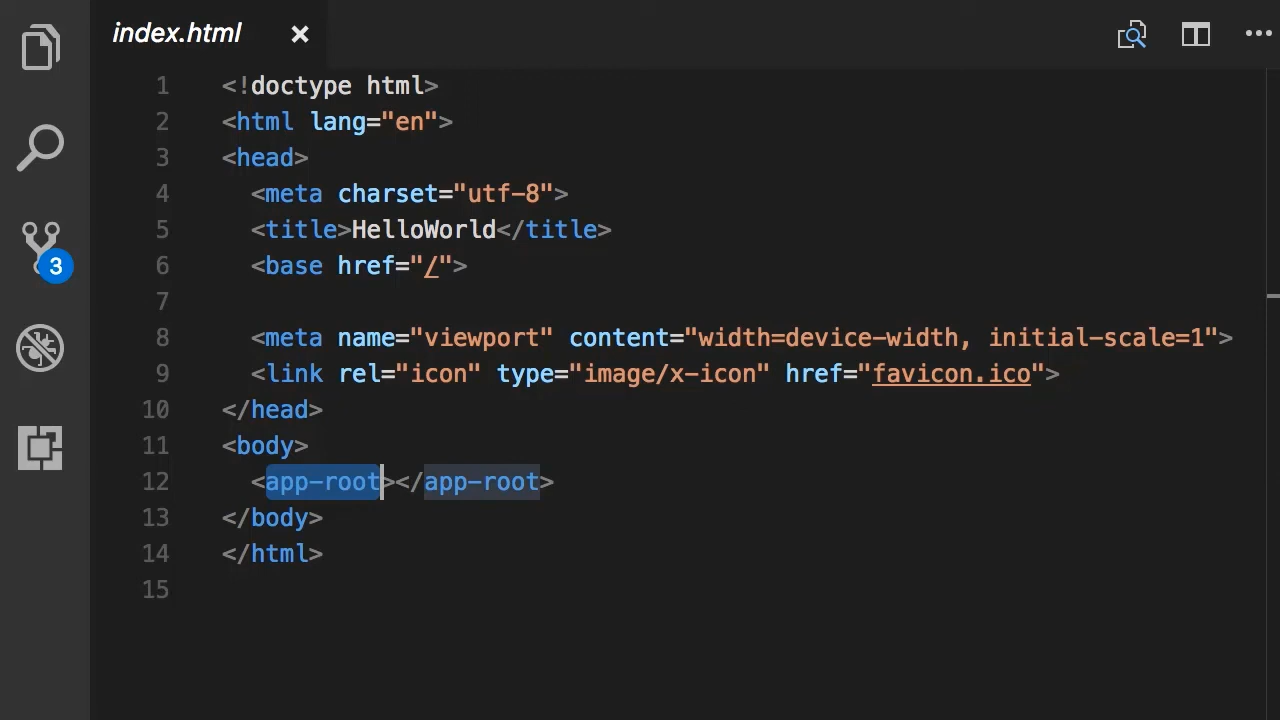 index.html
1 <!doctype html>
2 <html lang="en">
3 <head>
4   <meta charset="utf-8">
5   <title>HelloWorld</title>
6   <base href="/">
7
8   <meta name="viewport" content="width=device-width, initial-scale=1">
9   <link rel="icon" type="image/x-icon" href="favicon.ico">
10 </head>
11 <body>
12   <app-root></app-root>
13 </body>
14 </html>
15
3